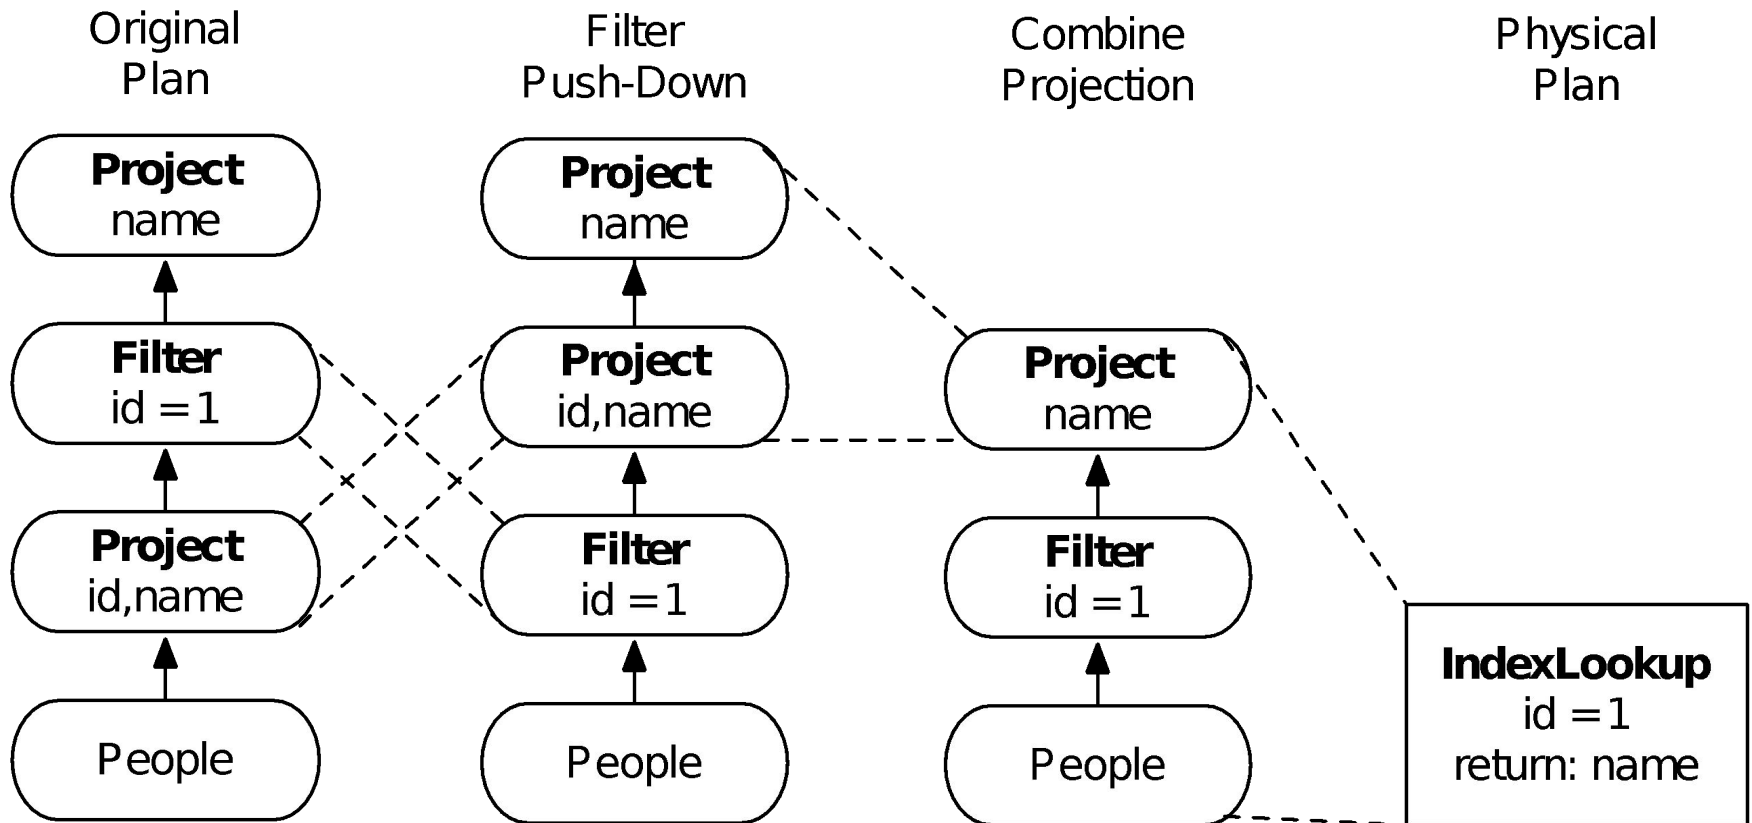 Original
Plan
Filter
Push-Down
Combine
Projection
Physical
Plan
Project
name
Filter
id = 1
Project
id,name
People
Project
name
Project
id,name
Filter
id = 1
People
Project
name
Filter
id = 1
People
IndexLookup
id = 1
return: name